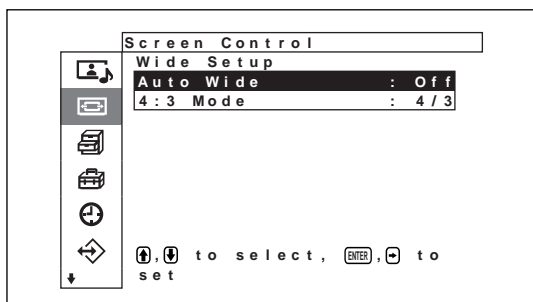 Screen Control
Wide Setup
Auto Wide : Off
4:3 Mode : 4/3
, to select, ENTER, to
set